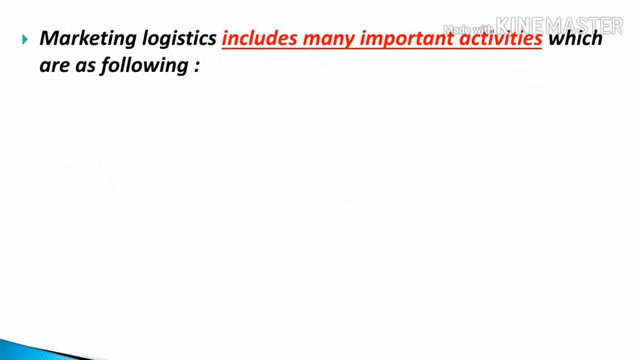 Made with KINEMASTER
Marketing logistics includes many important activities which
are as following :